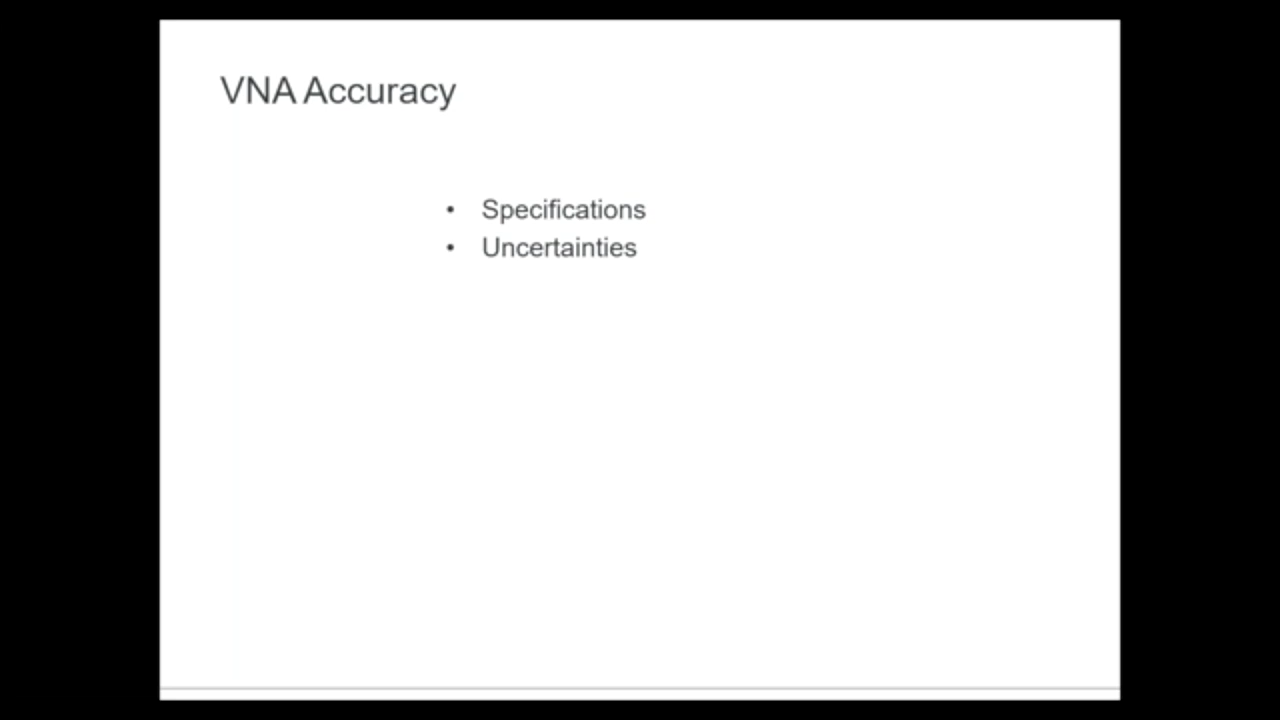 VNA Accuracy
• Specifications
• Uncertainties